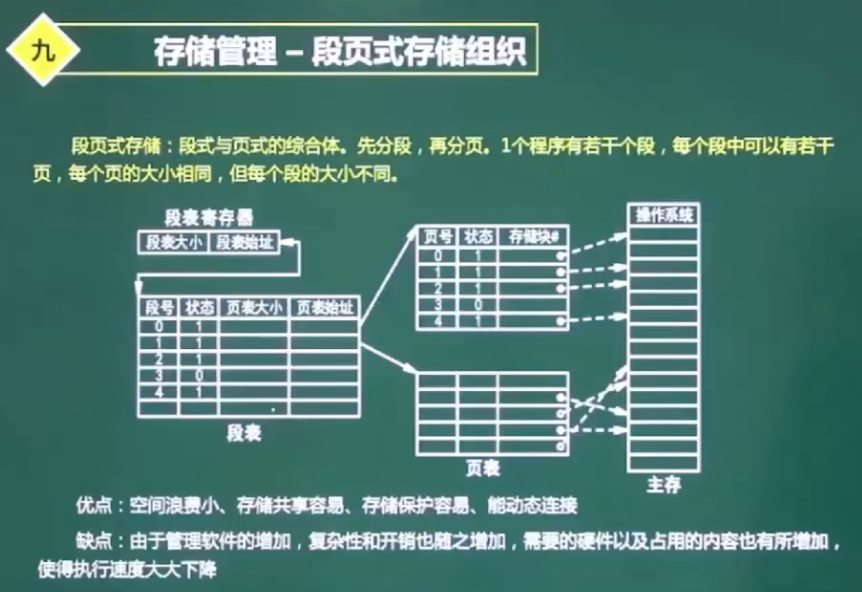 九
存储管理 – 段页式存储组织
段页式存储：段式与页式的综合体。先分段，再分页。1个程序有若干个段，每个段中可以有若干
页，每个页的大小相同，但每个段的大小不同。
段表寄存器
段表大小 段表始址
段号 状态 页表大小 页表始址
0 1
1 1
2 1
3 0
4 1
段表
页号 状态 存储块#
0 1
1 1
2 1
3 0
4 1
页表
操作系统
主存
优点：空间浪费小、存储共享容易、存储保护容易、能动态连接
缺点：由于管理软件的增加，复杂性和开销也随之增加，需要的硬件以及占用的内容也有所增加，
使得执行速度大大下降